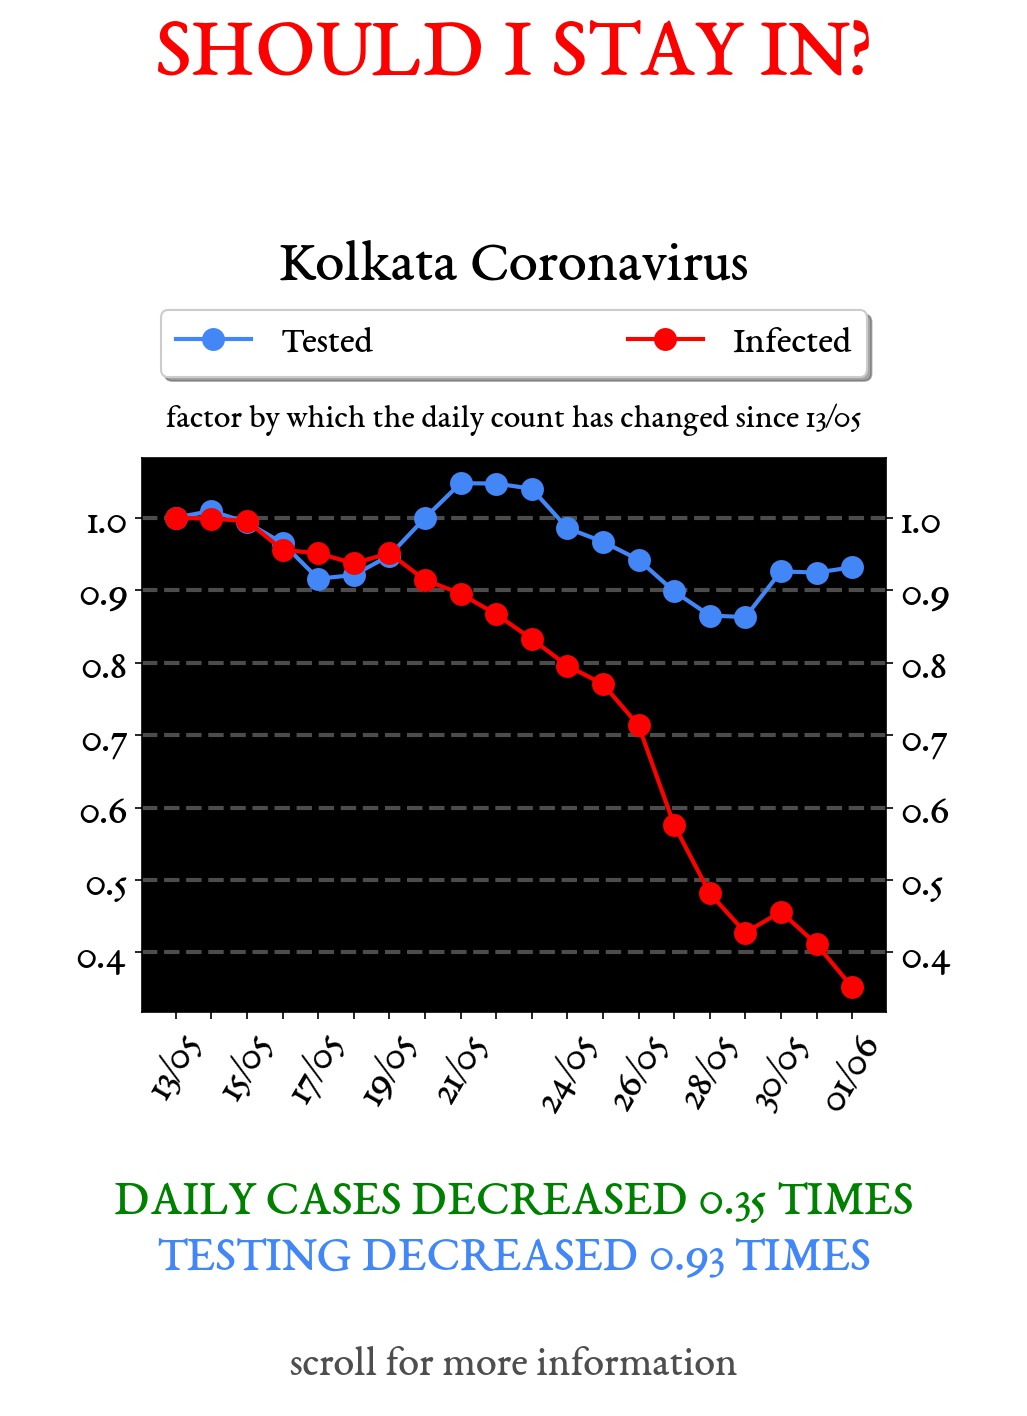 SHOULD I STAY IN?
Kolkata Coronavirus
Tested Infected
factor by which the daily count has changed since 13/05
1.0 1.0
0.9 0.9
0.8 0.8
0.7 0.7
0.6 0.6
0.5 0.5
0.4 0.4
13/05 15/05 17/05 19/05 21/05 24/05 26/05 28/05 30/05 01/06
DAILY CASES DECREASED 0.35 TIMES
TESTING DECREASED 0.93 TIMES
scroll for more information